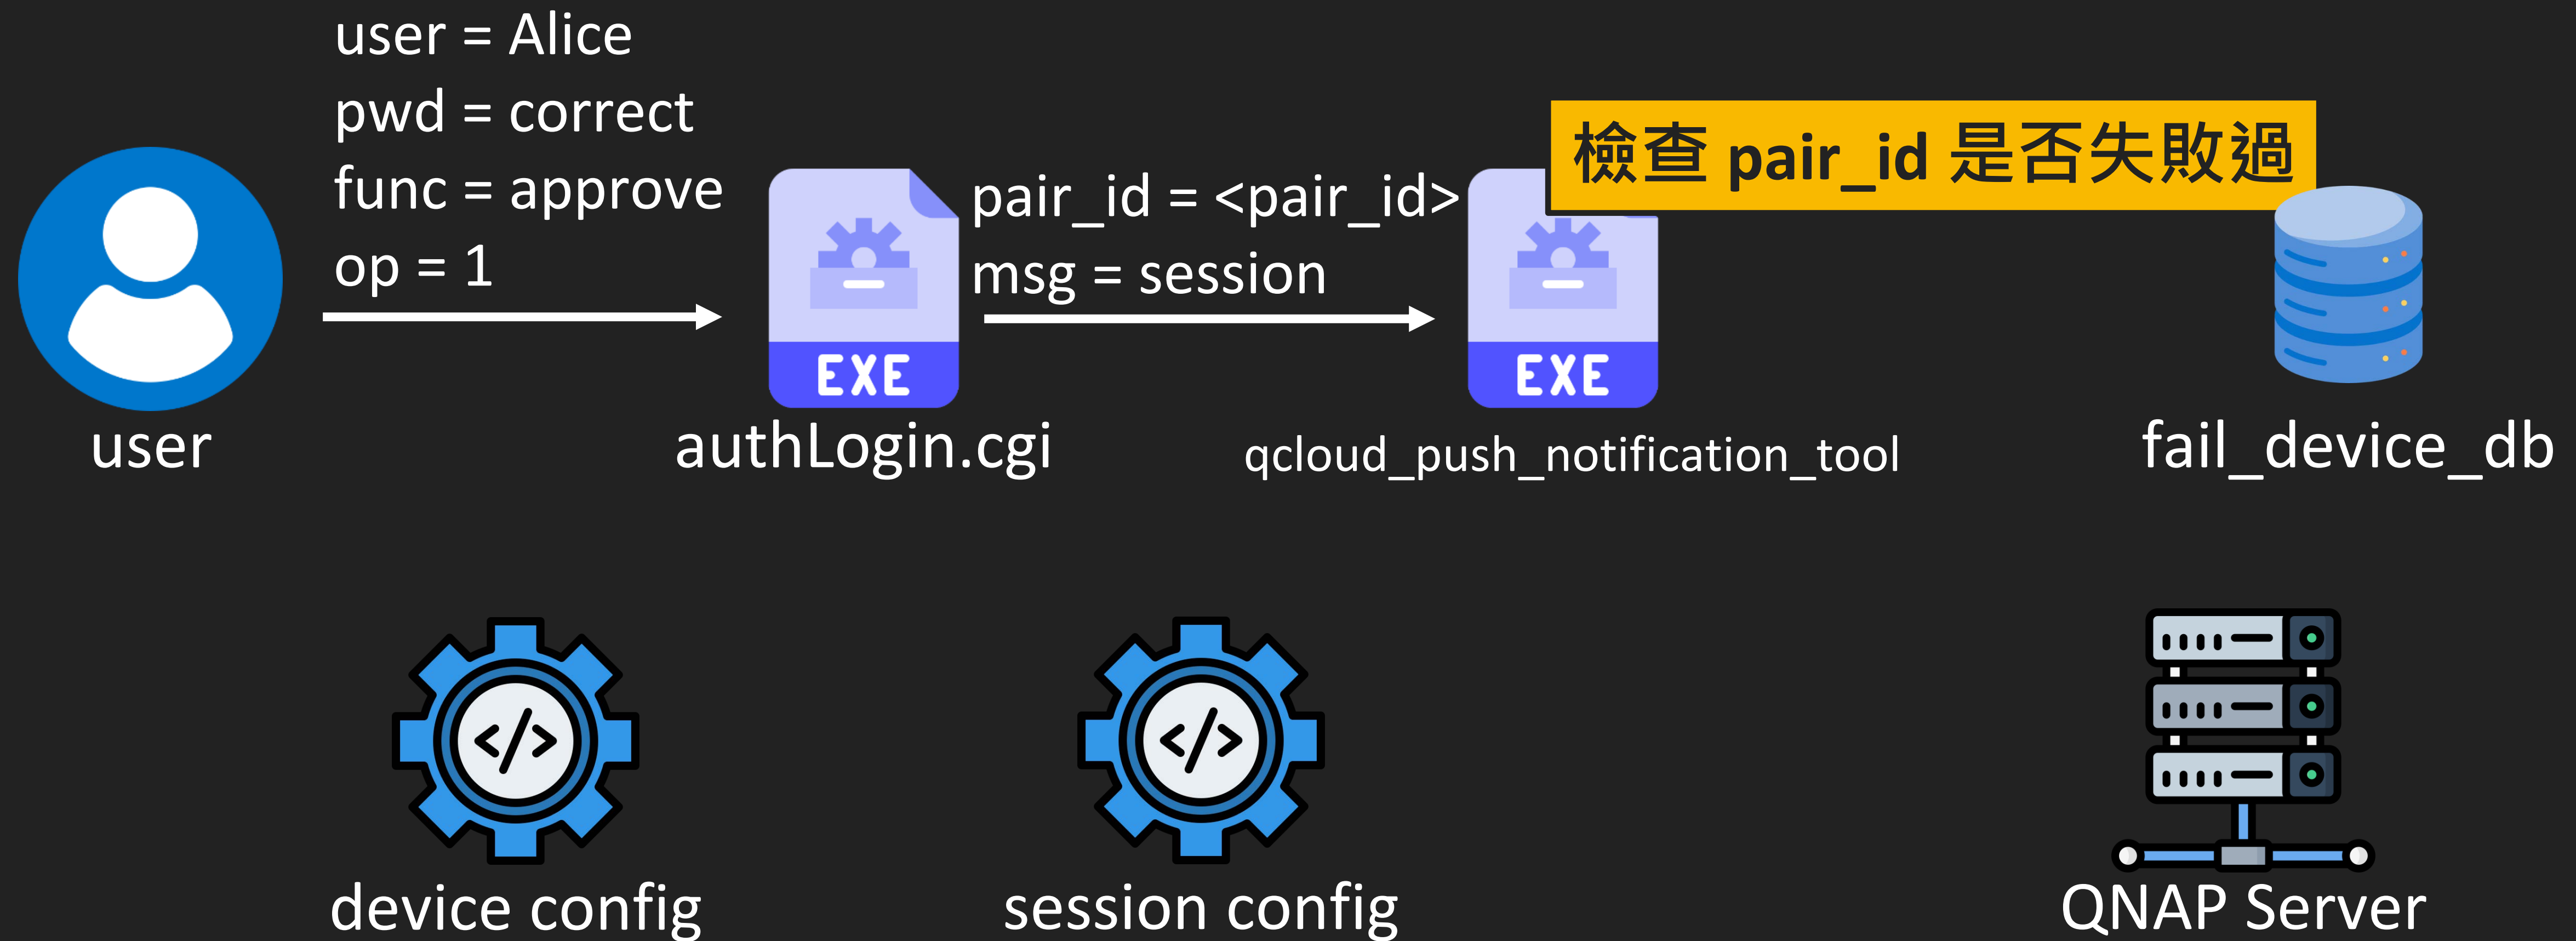 user = Alice
pwd = correct
func = approve
op = 1
pair_id = <pair_id>
msg = session
檢查 pair_id 是否失敗過
EXE
EXE
user
authLogin.cgi
qcloud_push_notification_tool
fail_device_db
</>
</>
device config
session config
QNAP Server